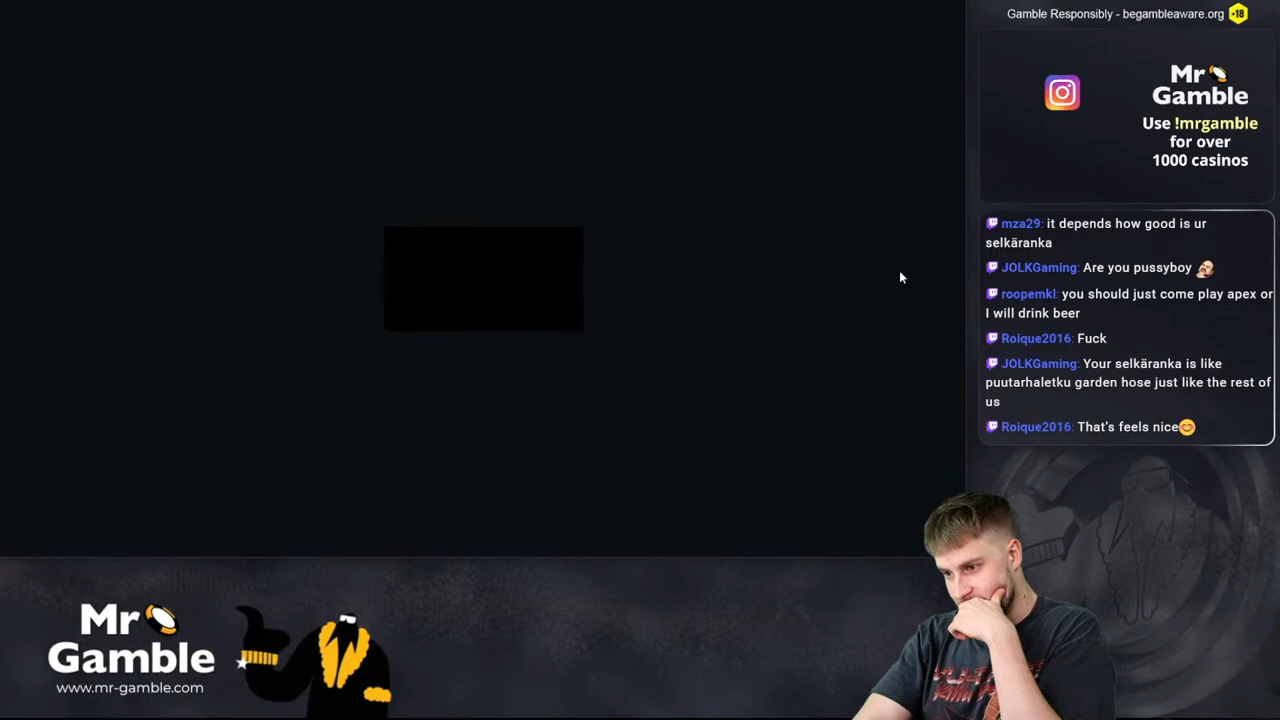 Gamble Responsibly - begambleaware.org +18
Mr
Gamble
Use !mrgamble
for over
1000 casinos
mza29: it depends how good is ur
selkäranka
JOLKGaming: Are you pussyboy
roopemkl: you should just come play apex or
I will drink beer
Roique2016: Fuck
JOLKGaming: Your selkäranka is like
puutarhaletku garden hose just like the rest of
us
Roique2016: That's feels nice😊
Mr
Gamble
www.mr-gamble.com